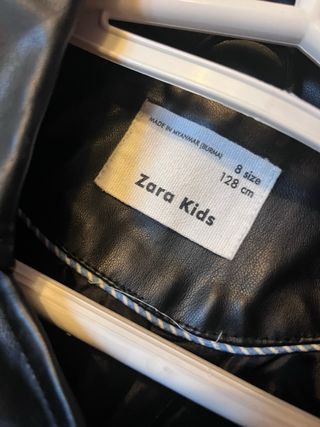 MADE IN MYANMAR (BURMA)
8 size
128 cm
Zara Kids